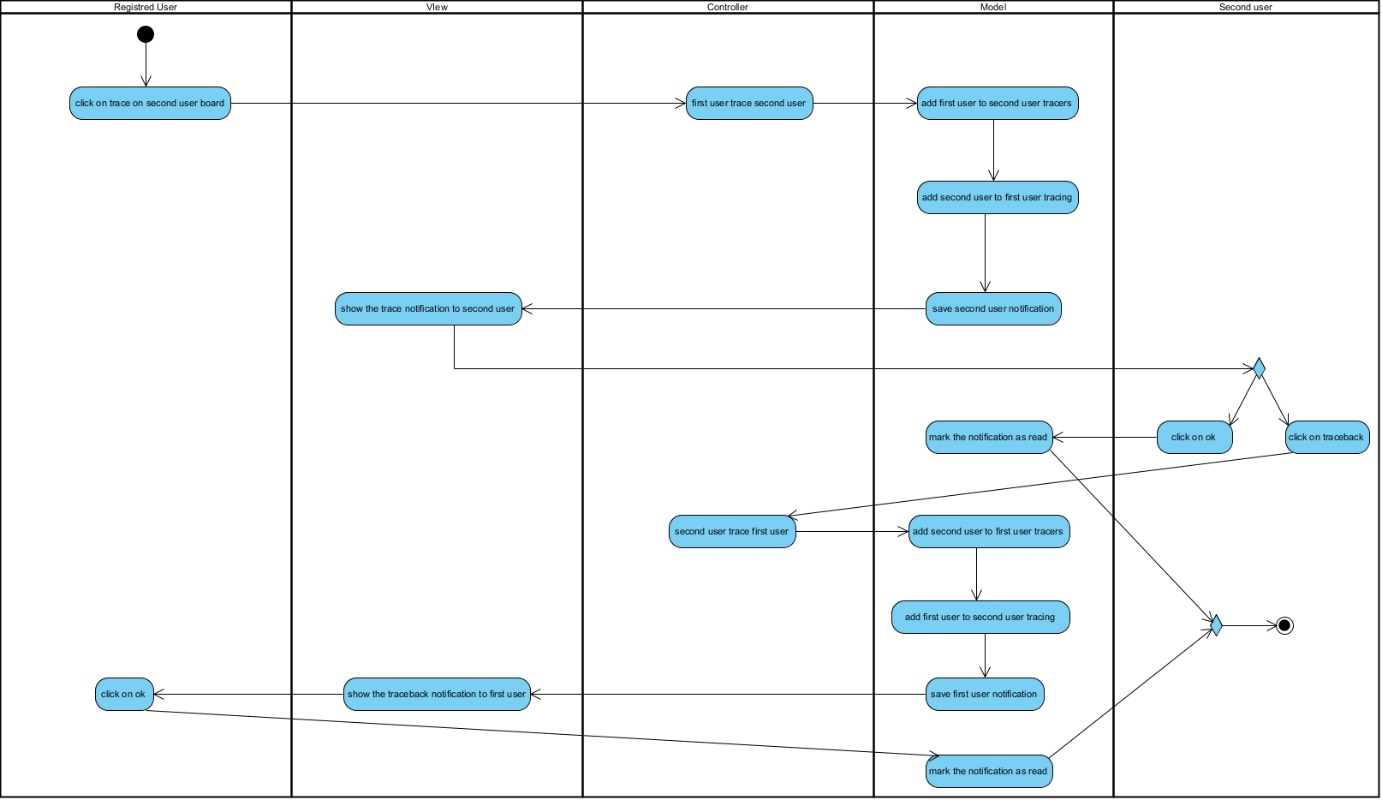 Registred User
VIew
Controller
Model
Second user
click on trace on second user board
first user trace second user
add first user to second user tracers
add second user to first user tracing
show the trace notification to second user
save second user notification
mark the notification as read
click on ok
click on traceback
second user trace first user
add second user to first user tracers
add first user to second user tracing
click on ok
show the traceback notification to first user
save first user notification
mark the notification as read